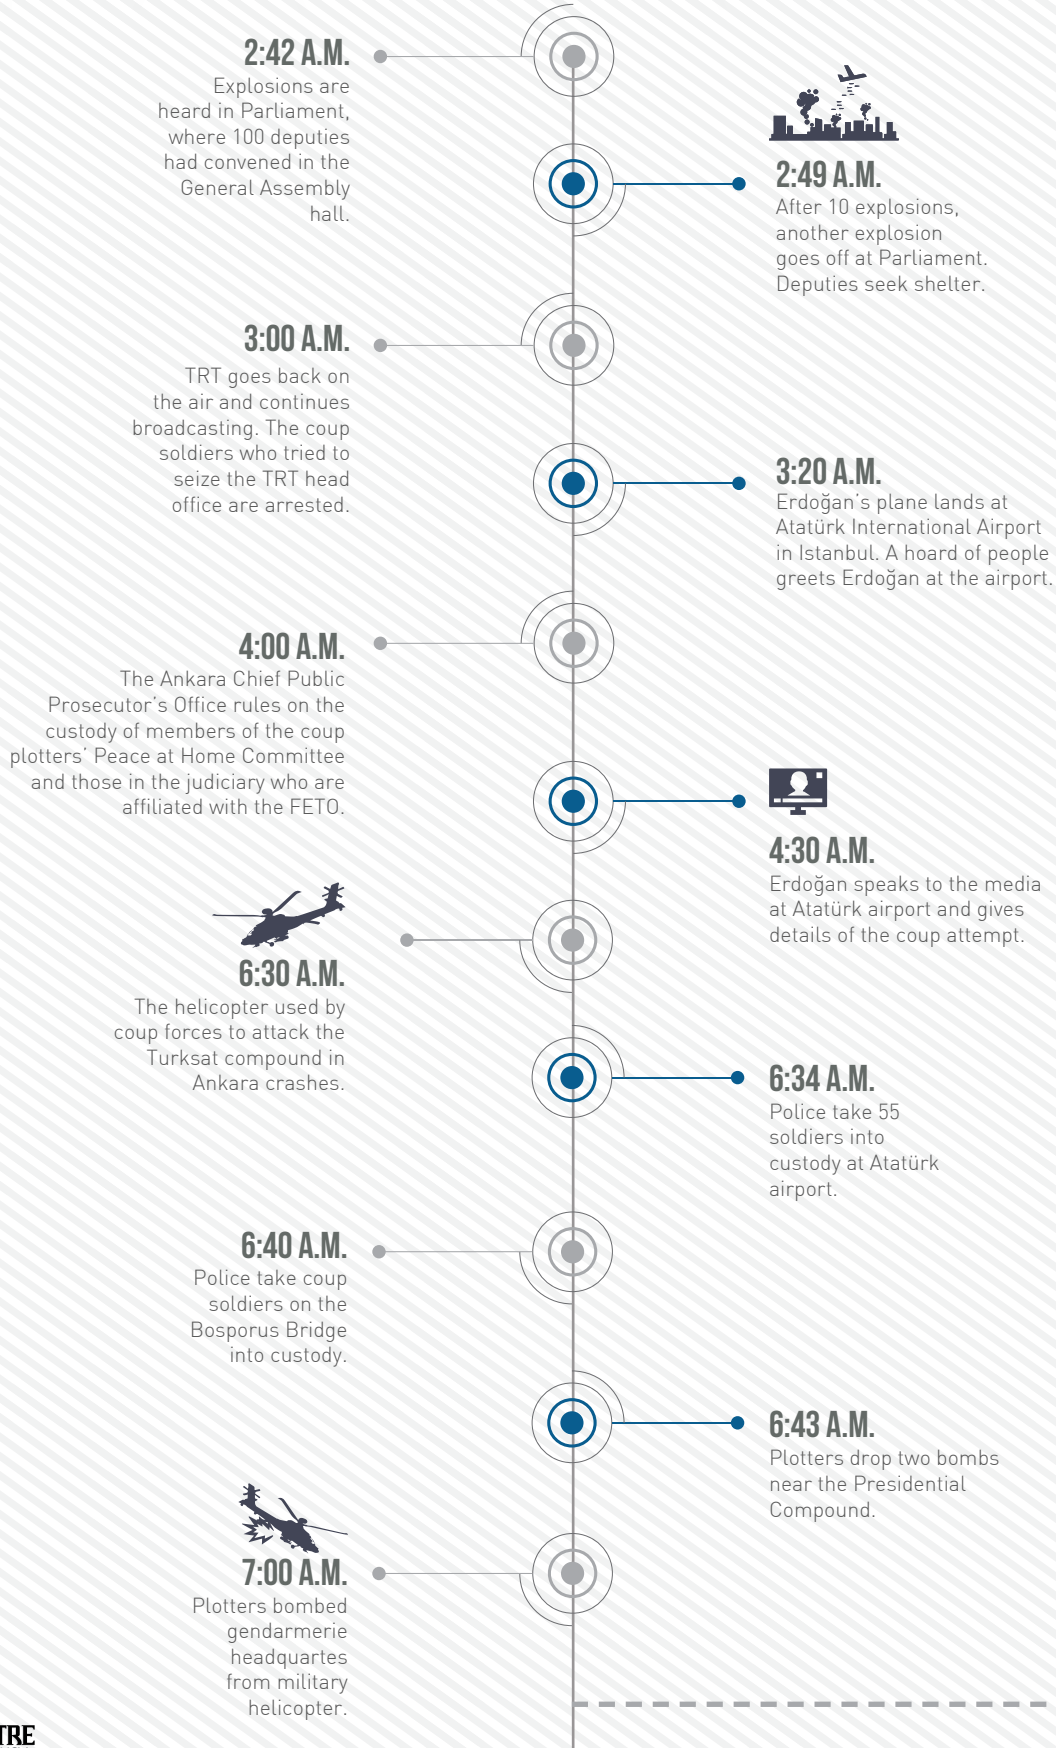 2:42 A.M.
Explosions are
heard in Parliament,
where 100 deputies
had convened in the
General Assembly
hall.
2:49 A.M.
After 10 explosions,
another explosion
goes off at Parliament.
Deputies seek shelter.
3:00 A.M.
TRT goes back on
the air and continues
broadcasting. The coup
soldiers who tried to
seize the TRT head
office are arrested.
3:20 A.M.
Erdoğan's plane lands at
Atatürk International Airport
in Istanbul. A hoard of people
greets Erdoğan at the airport.
4:00 A.M.
The Ankara Chief Public
Prosecutor's Office rules on the
custody of members of the coup
plotters' Peace at Home Committee
and those in the judiciary who are
affiliated with the FETO.
4:30 A.M.
Erdoğan speaks to the media
at Atatürk airport and gives
details of the coup attempt.
6:30 A.M.
The helicopter used by
coup forces to attack the
Turksat compound in
Ankara crashes.
6:34 A.M.
Police take 55
soldiers into
custody at Atatürk
airport.
6:40 A.M.
Police take coup
soldiers on the
Bosporus Bridge
into custody.
6:43 A.M.
Plotters drop two bombs
near the Presidential
Compound.
7:00 A.M.
Plotters bombed
gendarmerie
headquartes
from military
helicopter.
TRE